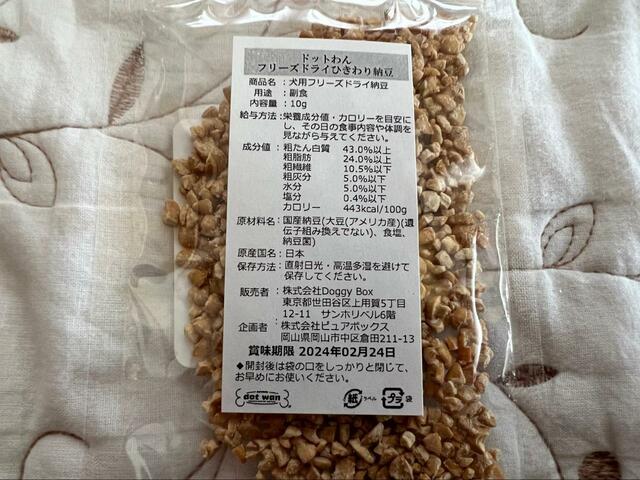 ドットわん
フリーズドライひきわり納豆
商品名：犬用フリーズドライ納豆
用途：副食
内容量：10g
給与方法：栄養成分値・カロリーを目安に
し、その日の食事内容や体調を
見ながら与えてください。
成分値：粗たん白質 43.0%以上
粗脂肪 24.0%以上
粗繊維 10.5%以下
粗灰分 5.0%以下
水分 5.0%以下
塩分 0.4%以下
カロリー 443kcal/100g
原材料名：国産納豆(大豆(アメリカ産)(遺
伝子組み換えでない)、食塩、
納豆菌)
原産国名：日本
保存方法：直射日光・高温多湿を避けて
保存してください。
販売者：株式会社Doggy Box
東京都世田谷区上用賀5丁目
12-11 サンホリベル6階
企画者：株式会社ピュアボックス
岡山県岡山市中区倉田211-13
賞味期限 2024年02月24日
◆開封後は袋の口をしっかりと閉じて、
お早めにお使いください。
dot wan 紙 ラベル プラ 袋